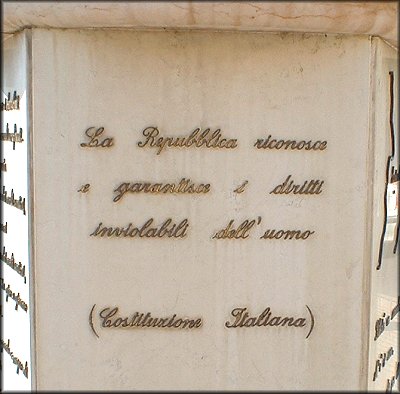 La Repubblica riconosce
e garantisce i diritti
inviolabili dell'uomo
(Costituzione Italiana)